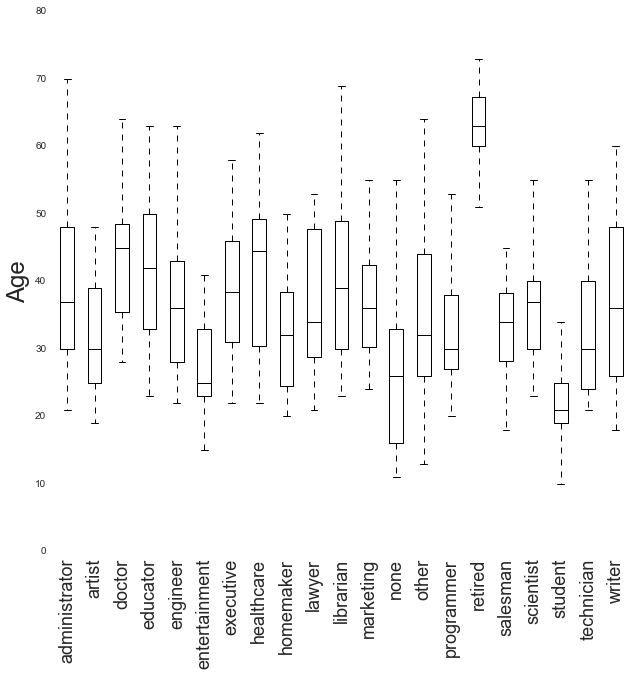 80
70
60
50
40
30
20
10
0
Age
administrator
artist
doctor
educator
engineer
entertainment
executive
healthcare
homemaker
lawyer
librarian
marketing
none
other
programmer
retired
salesman
scientist
student
technician
writer